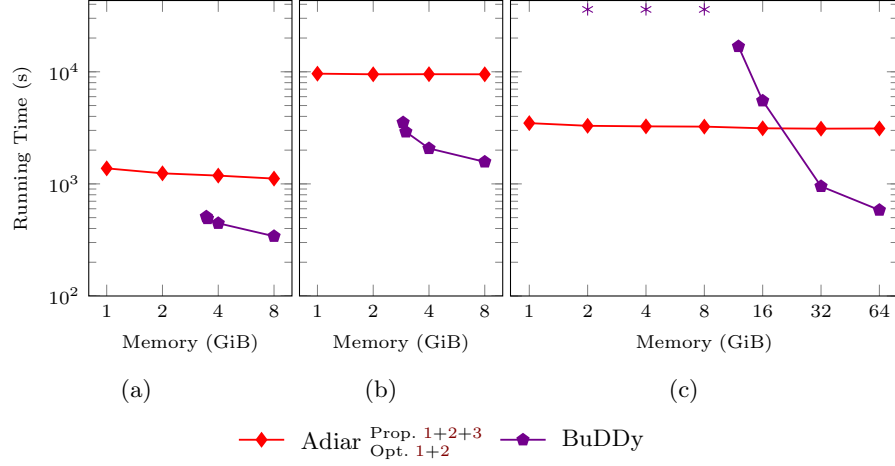 Running Time (s)
10^4
10^3
10^2
1 2 4 8
1 2 4 8
1 2 4 8 16 32 64
Memory (GiB) Memory (GiB) Memory (GiB)
(a) (b) (c)
Adiar Prop. 1+2+3 BuDDy
Opt. 1+2